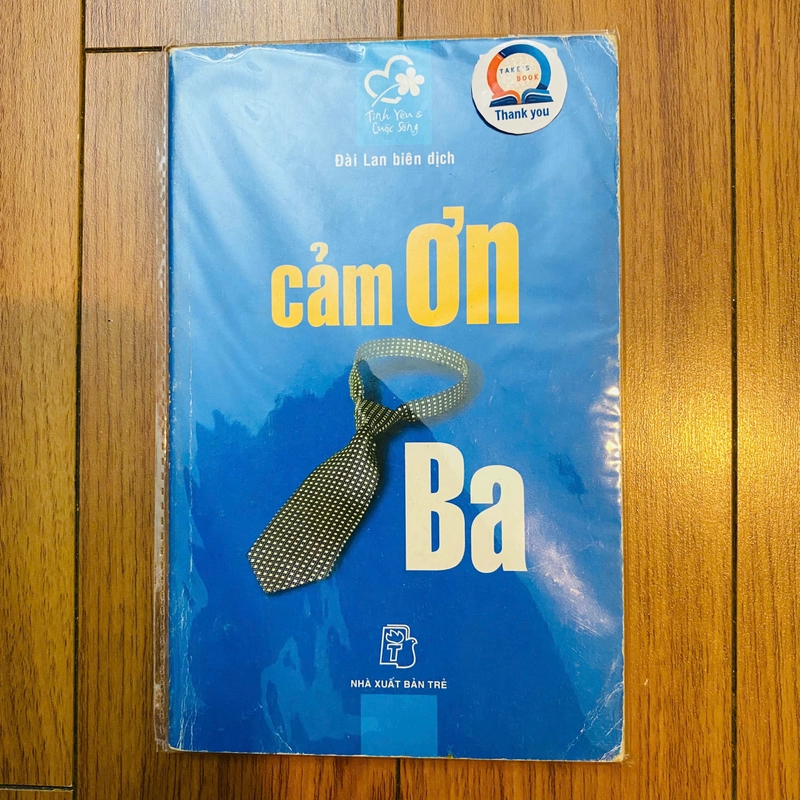 TAKE'S
BOOK
Thank you
Tình Yêu &
Cuộc Sống
Đài Lan biên dịch
cảm ơn
Ba
T
NHÀ XUẤT BẢN TRẺ